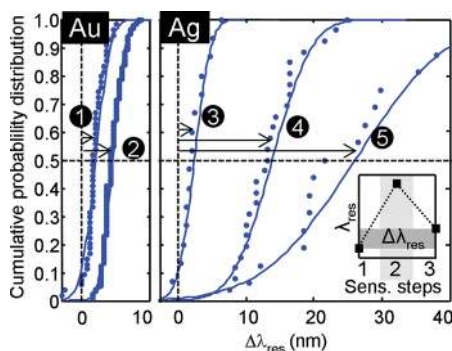 Au
Ag
Cumulative probability distribution
1.0
0.9
0.8
0.7
0.6
0.5
0.4
0.3
0.2
0.1
0
1
2
3
4
5
0 5 10
0 10 20 30 40
Δλres (nm)
λres
Δλres
1 2 3
Sens. steps